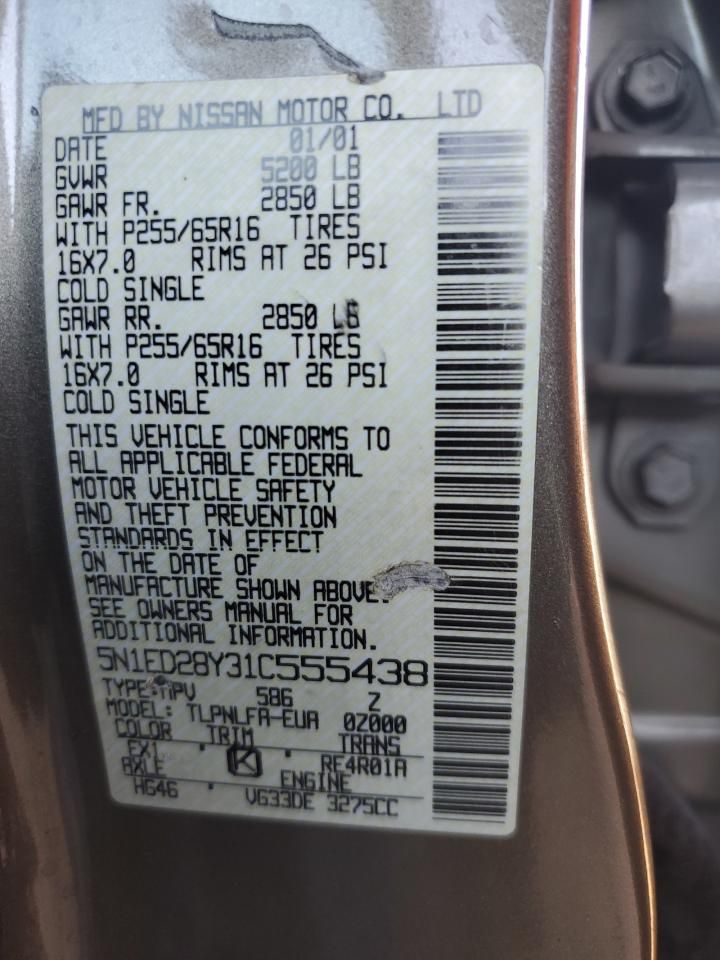 MFD BY NISSAN MOTOR CO. LTD
DATE 01/01
GVWR 5200 LB
GAWR FR. 2850 LB
WITH P255/65R16 TIRES
16X7.0 RIMS AT 26 PSI
COLD SINGLE
GAWR RR. 2850 LB
WITH P255/65R16 TIRES
16X7.0 RIMS AT 26 PSI
COLD SINGLE
THIS VEHICLE CONFORMS TO
ALL APPLICABLE FEDERAL
MOTOR VEHICLE SAFETY
AND THEFT PREVENTION
STANDARDS IN EFFECT
ON THE DATE OF
MANUFACTURE SHOWN ABOVE.
SEE OWNERS MANUAL FOR
ADDITIONAL INFORMATION.
5N1ED28Y31C555438
TYPE:MPV 586 Z
MODEL: TLPNLFA-EUA 0Z000
COLOR TRIM TRANS
EX1 K RE4R01A
AXLE ENGINE
HG46 VG33DE 3275CC